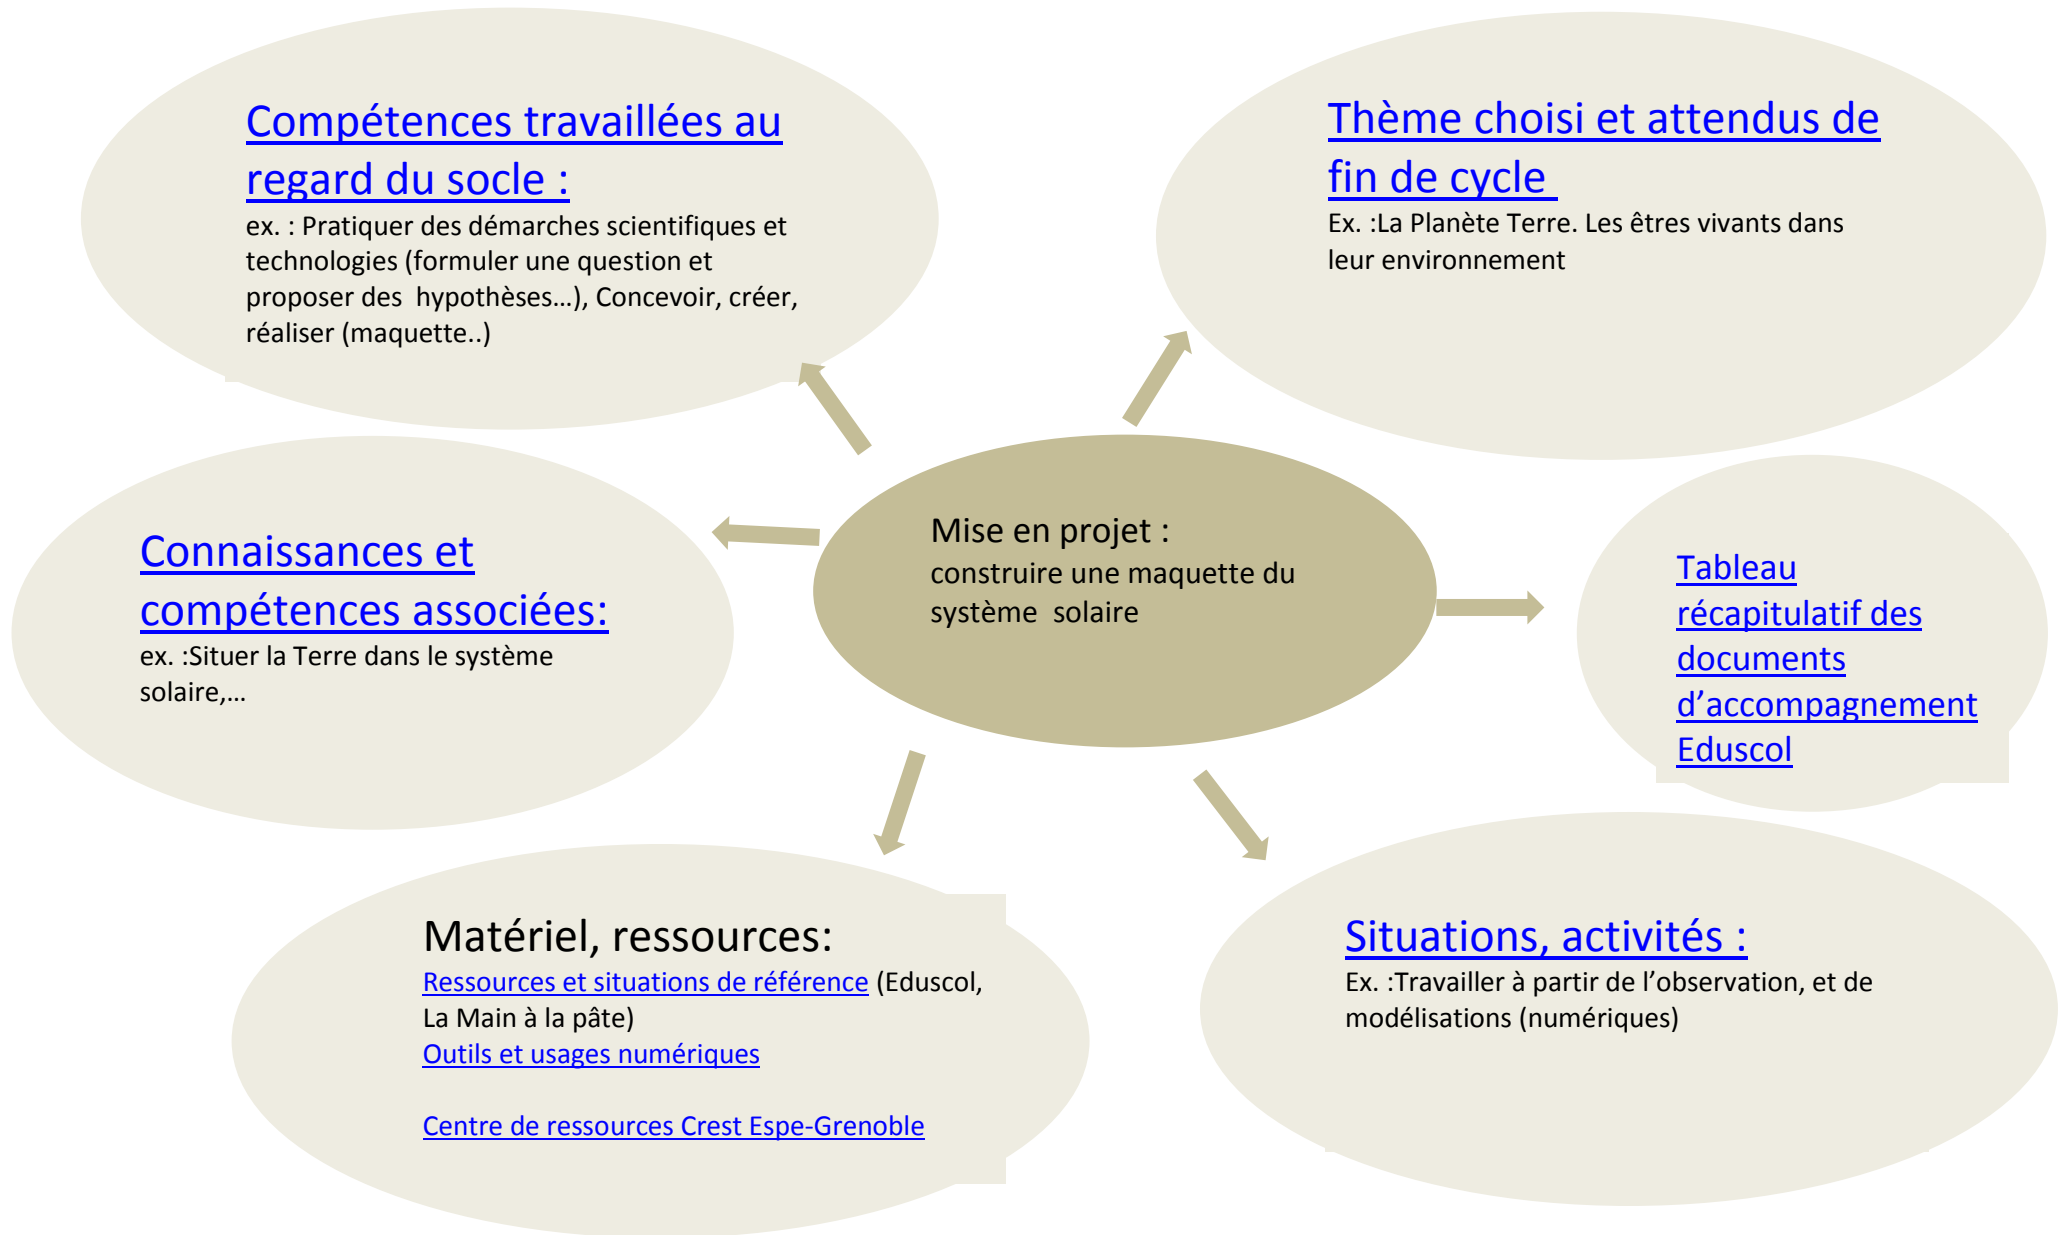 Compétences travaillées au
regard du socle :
ex. : Pratiquer des démarches scientifiques et
technologies (formuler une question et
proposer des  hypothèses…), Concevoir, créer,
réaliser (maquette..)
Thème choisi et attendus de
fin de cycle
Ex. :La Planète Terre. Les êtres vivants dans
leur environnement
Connaissances et
compétences associées:
ex. :Situer la Terre dans le système
solaire,…
Mise en projet :
construire une maquette du
système  solaire
Tableau
récapitulatif des
documents
d’accompagnement
Eduscol
Matériel, ressources:
Ressources et situations de référence (Eduscol,
La Main à la pâte)
Outils et usages numériques
Centre de ressources Crest Espe-Grenoble
Situations, activités :
Ex. :Travailler à partir de l’observation, et de
modélisations (numériques)